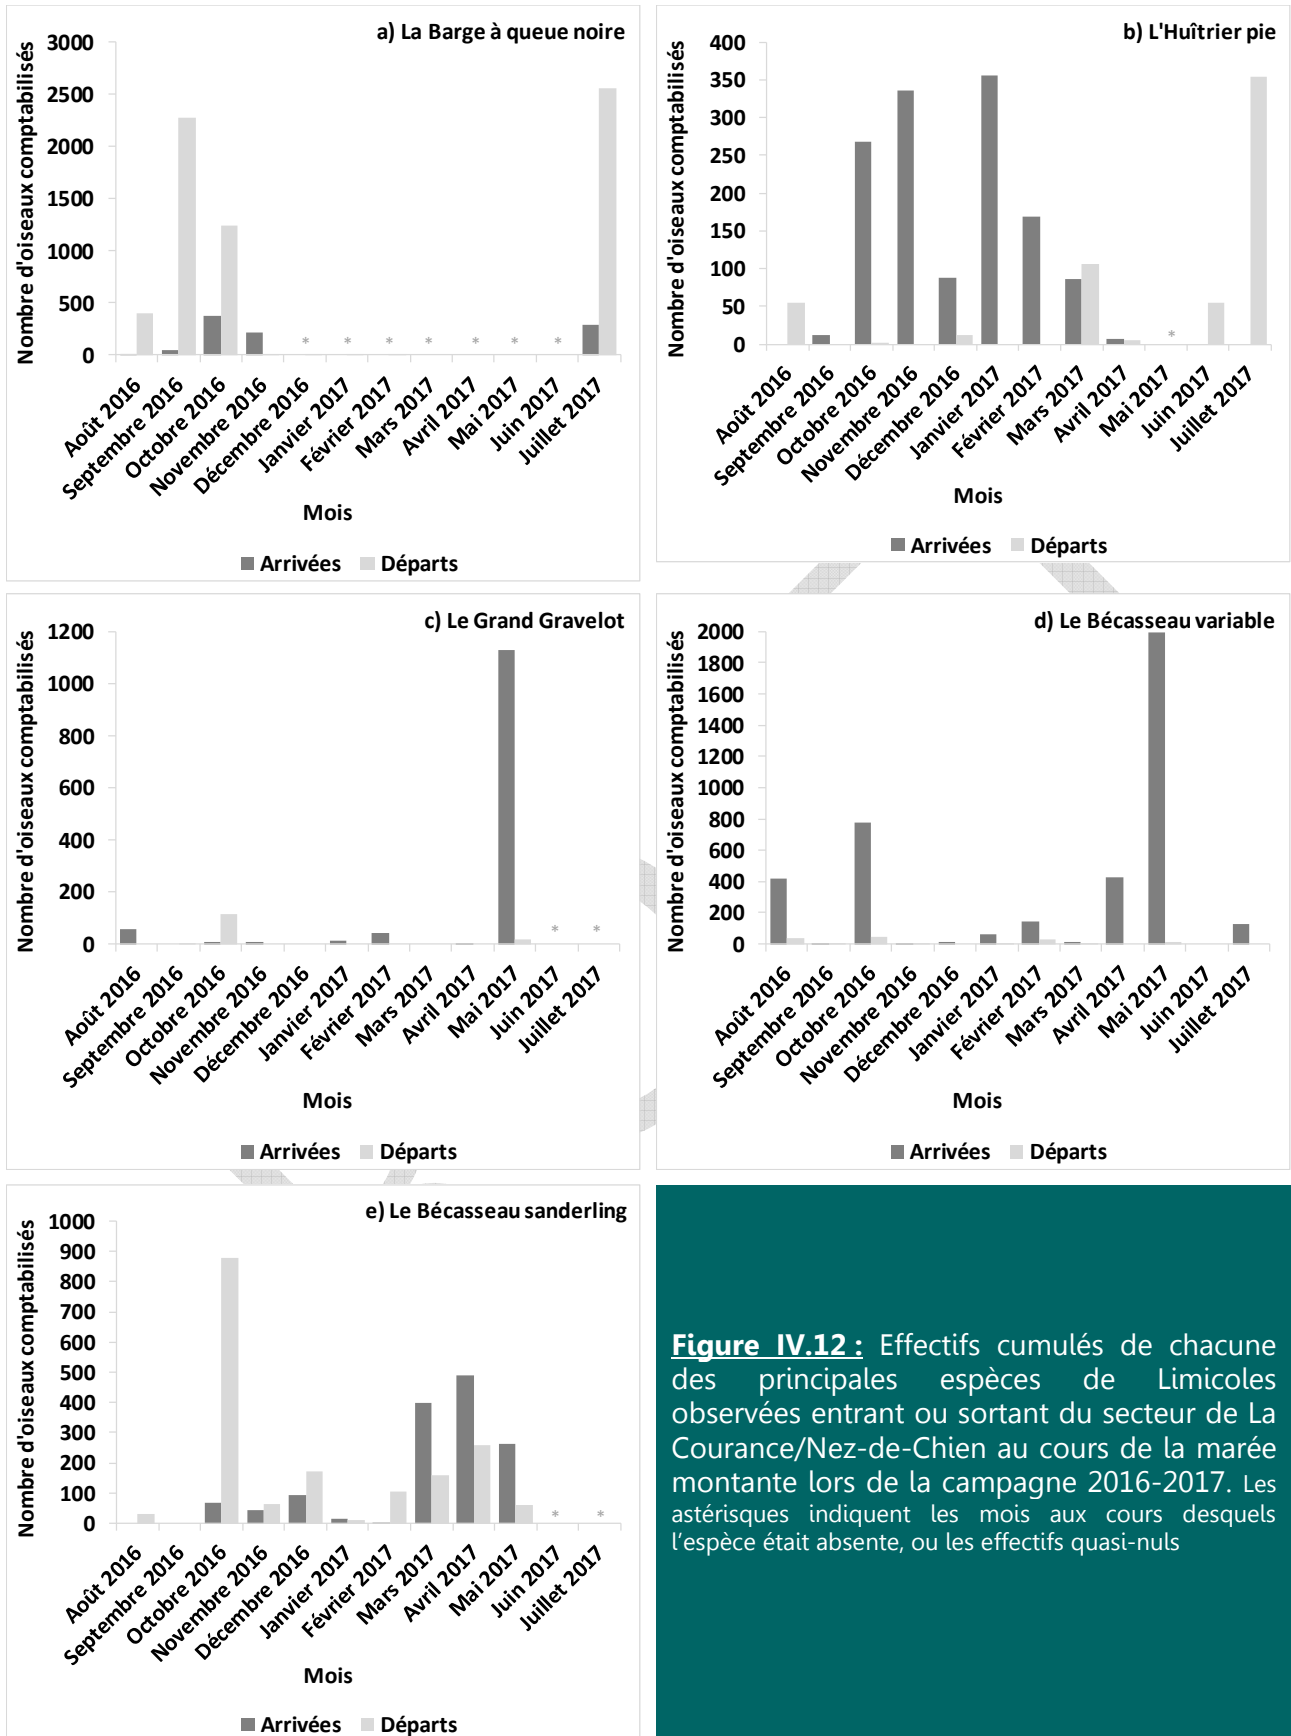 a) La Barge à queue noire
Nombre d'oiseaux comptabilisés
3000
2500
2000
1500
1000
500
0
* * * * * * *
Août 2016
Septembre 2016
Octobre 2016
Novembre 2016
Décembre 2016
Janvier 2017
Février 2017
Mars 2017
Avril 2017
Mai 2017
Juin 2017
Juillet 2017
Mois
Arrivées Départs
b) L'Huîtrier pie
Nombre d'oiseaux comptabilisés
400
350
300
250
200
150
100
50
0
*
Août 2016
Septembre 2016
Octobre 2016
Novembre 2016
Décembre 2016
Janvier 2017
Février 2017
Mars 2017
Avril 2017
Mai 2017
Juin 2017
Juillet 2017
Mois
Arrivées Départs
c) Le Grand Gravelot
Nombre d'oiseaux comptabilisés
1200
1000
800
600
400
200
0
* *
Août 2016
Septembre 2016
Octobre 2016
Novembre 2016
Décembre 2016
Janvier 2017
Février 2017
Mars 2017
Avril 2017
Mai 2017
Juin 2017
Juillet 2017
Mois
Arrivées Départs
d) Le Bécasseau variable
Nombre d'oiseaux comptabilisés
2000
1800
1600
1400
1200
1000
800
600
400
200
0
Août 2016
Septembre 2016
Octobre 2016
Novembre 2016
Décembre 2016
Janvier 2017
Février 2017
Mars 2017
Avril 2017
Mai 2017
Juin 2017
Juillet 2017
Mois
Arrivées Départs
e) Le Bécasseau sanderling
Nombre d'oiseaux comptabilisés
1000
900
800
700
600
500
400
300
200
100
0
* *
Août 2016
Septembre 2016
Octobre 2016
Novembre 2016
Décembre 2016
Janvier 2017
Février 2017
Mars 2017
Avril 2017
Mai 2017
Juin 2017
Juillet 2017
Mois
Arrivées Départs
Figure IV.12 : Effectifs cumulés de chacune
des principales espèces de Limicoles
observées entrant ou sortant du secteur de La
Courance/Nez-de-Chien au cours de la marée
montante lors de la campagne 2016-2017. Les
astérisques indiquent les mois aux cours desquels
l'espèce était absente, ou les effectifs quasi-nuls